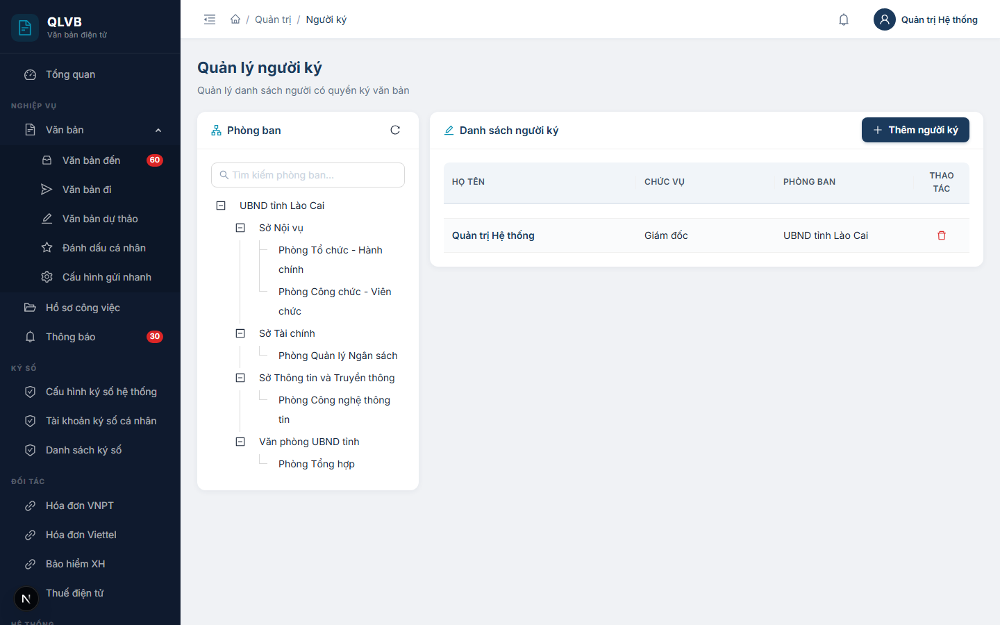 QLVB
Văn bản điện tử
Tổng quan
NGHIỆP VỤ
Văn bản
Văn bản đến 60
Văn bản đi
Văn bản dự thảo
Đánh dấu cá nhân
Cấu hình gửi nhanh
Hồ sơ công việc
Thông báo 30
KÝ SỐ
Cấu hình ký số hệ thống
Tài khoản ký số cá nhân
Danh sách ký số
ĐỐI TÁC
Hóa đơn VNPT
Hóa đơn Viettel
Bảo hiểm XH
Thuế điện tử
HỆ THỐNG
/ Quản trị / Người ký
Quản trị Hệ thống
Quản lý người ký
Quản lý danh sách người có quyền ký văn bản
Phòng ban
Tìm kiếm phòng ban...
UBND tỉnh Lào Cai
Sở Nội vụ
Phòng Tổ chức - Hành
chính
Phòng Công chức - Viên
chức
Sở Tài chính
Phòng Quản lý Ngân sách
Sở Thông tin và Truyền thông
Phòng Công nghệ thông
tin
Văn phòng UBND tỉnh
Phòng Tổng hợp
Danh sách người ký
Thêm người ký
HỌ TÊN CHỨC VỤ PHÒNG BAN THAO
TÁC
Quản trị Hệ thống Giám đốc UBND tỉnh Lào Cai